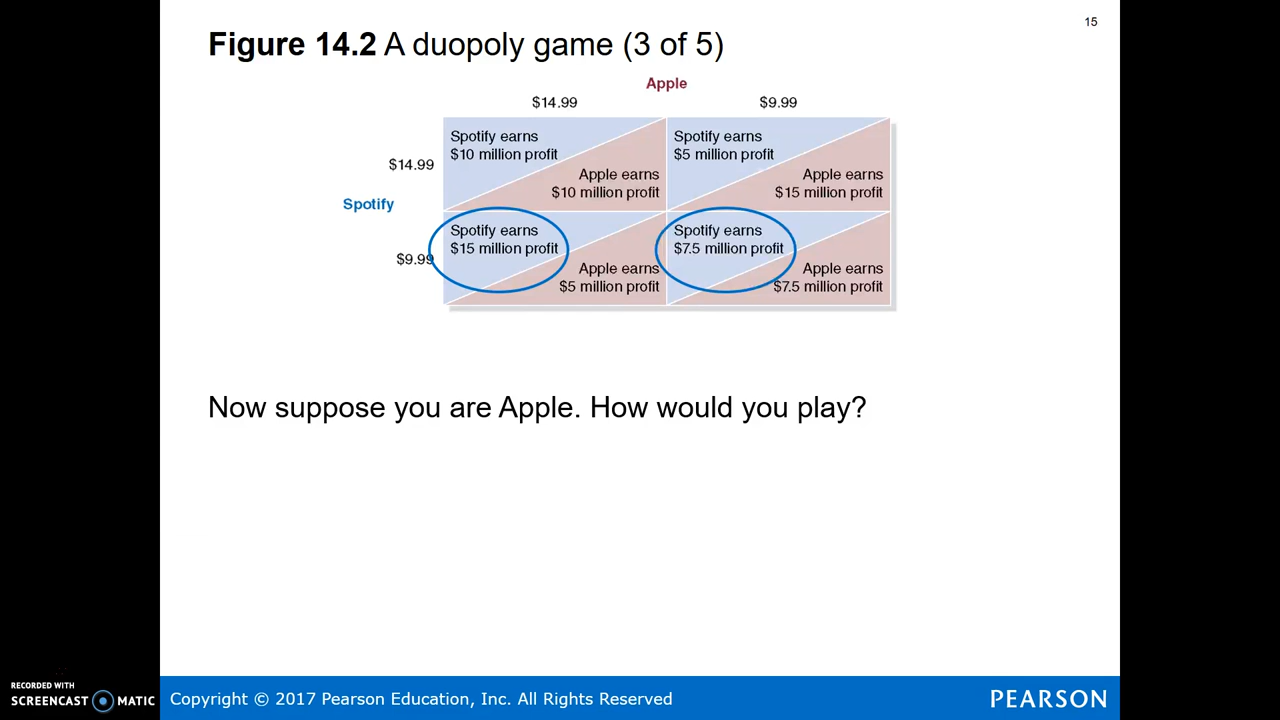 15
Figure 14.2 A duopoly game (3 of 5)
Apple
$14.99 $9.99
$14.99
Spotify earns
$10 million profit
Apple earns
$10 million profit
Spotify earns
$5 million profit
Apple earns
$15 million profit
Spotify
$9.99
Spotify earns
$15 million profit
Apple earns
$5 million profit
Spotify earns
$7.5 million profit
Apple earns
$7.5 million profit
Now suppose you are Apple. How would you play?
RECORDED WITH
SCREENCAST MATIC
Copyright © 2017 Pearson Education, Inc. All Rights Reserved
PEARSON